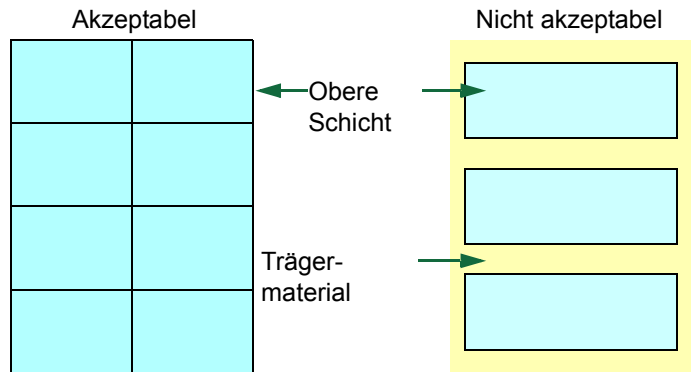 Akzeptabel
Nicht akzeptabel
Obere
Schicht
Träger-
material